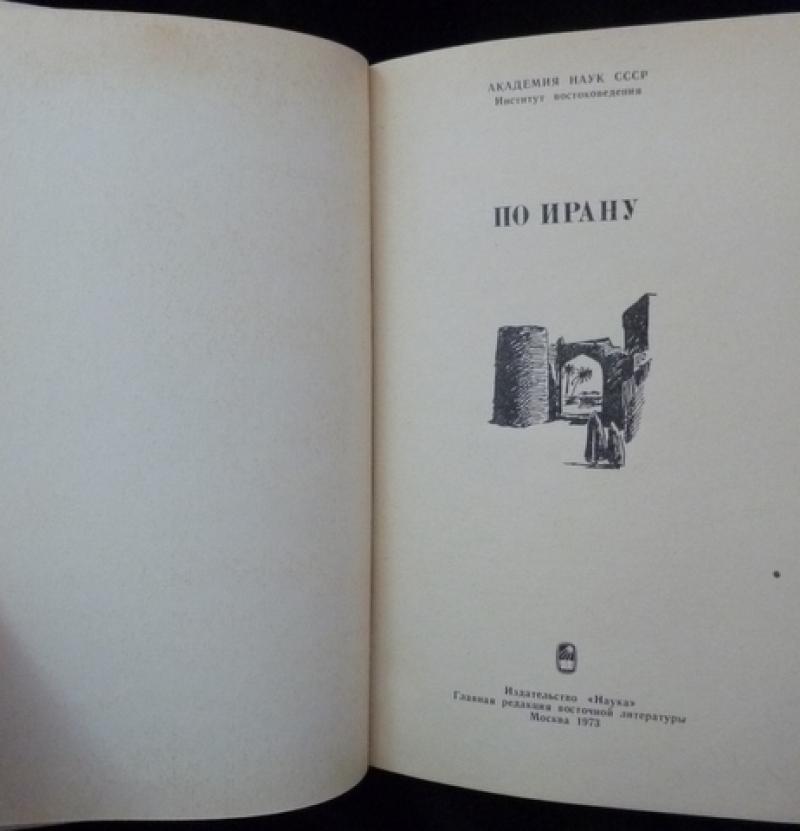 АКАДЕМИЯ НАУК СССР
Институт востоковедения
ПО ИРАНУ
Издательство «Наука»
Главная редакция восточной литературы
Москва 1973